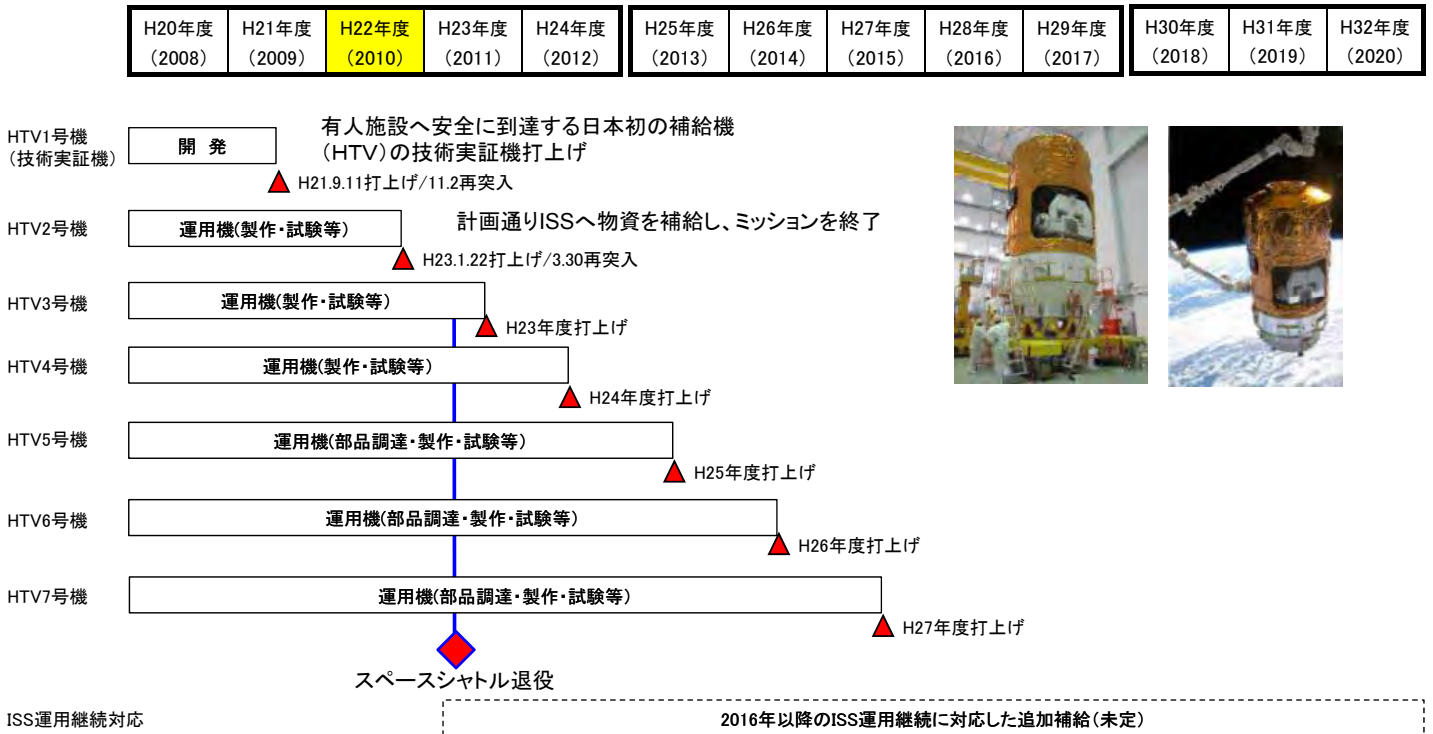 H20年度 H21年度 H22年度 H23年度 H24年度 H25年度 H26年度 H27年度 H28年度 H29年度 H30年度 H31年度 H32年度
(2008) (2009) (2010) (2011) (2012) (2013) (2014) (2015) (2016) (2017) (2018) (2019) (2020)
HTV1号機
(技術実証機)
開 発
有人施設へ安全に到達する日本初の補給機
(HTV)の技術実証機打上げ
H21.9.11打上げ/11.2再突入
HTV2号機
運用機(製作・試験等)
計画通りISSへ物資を補給し、ミッションを終了
H23.1.22打上げ/3.30再突入
HTV3号機
運用機(製作・試験等)
H23年度打上げ
HTV4号機
運用機(製作・試験等)
H24年度打上げ
HTV5号機
運用機(部品調達・製作・試験等)
H25年度打上げ
HTV6号機
運用機(部品調達・製作・試験等)
H26年度打上げ
HTV7号機
運用機(部品調達・製作・試験等)
H27年度打上げ
スペースシャトル退役
ISS運用継続対応
2016年以降のISS運用継続に対応した追加補給(未定)